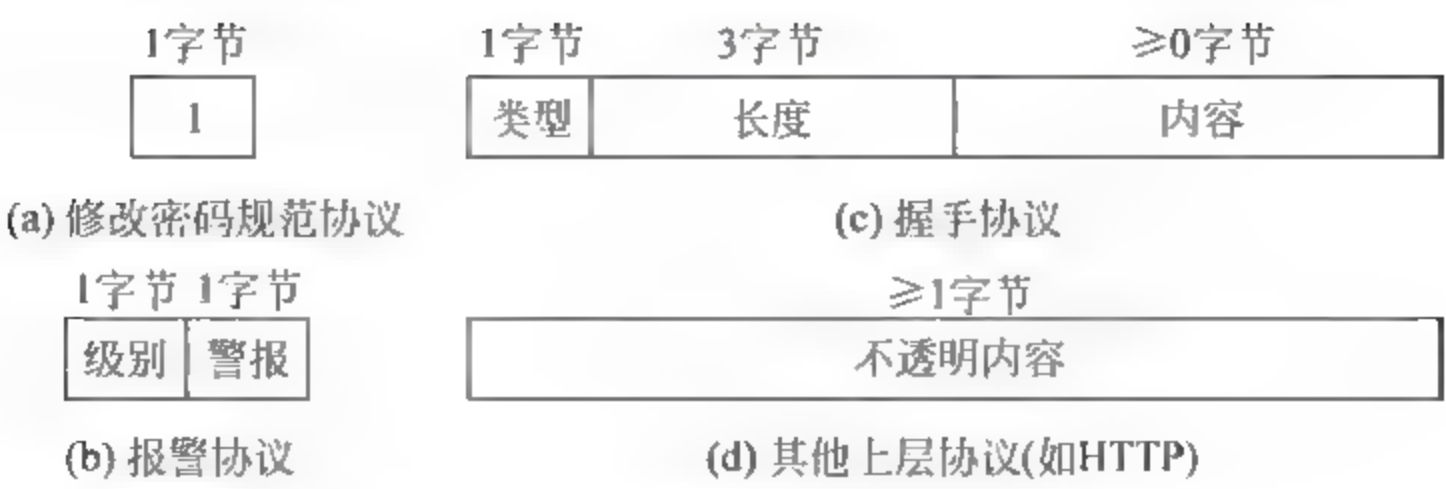 1字节 1字节 3字节 ≥0字节
1 类型 长度 内容
(a) 修改密码规范协议 (c) 握手协议
1字节 1字节 ≥1字节
级别 警报 不透明内容
(b) 报警协议 (d) 其他上层协议(如HTTP)